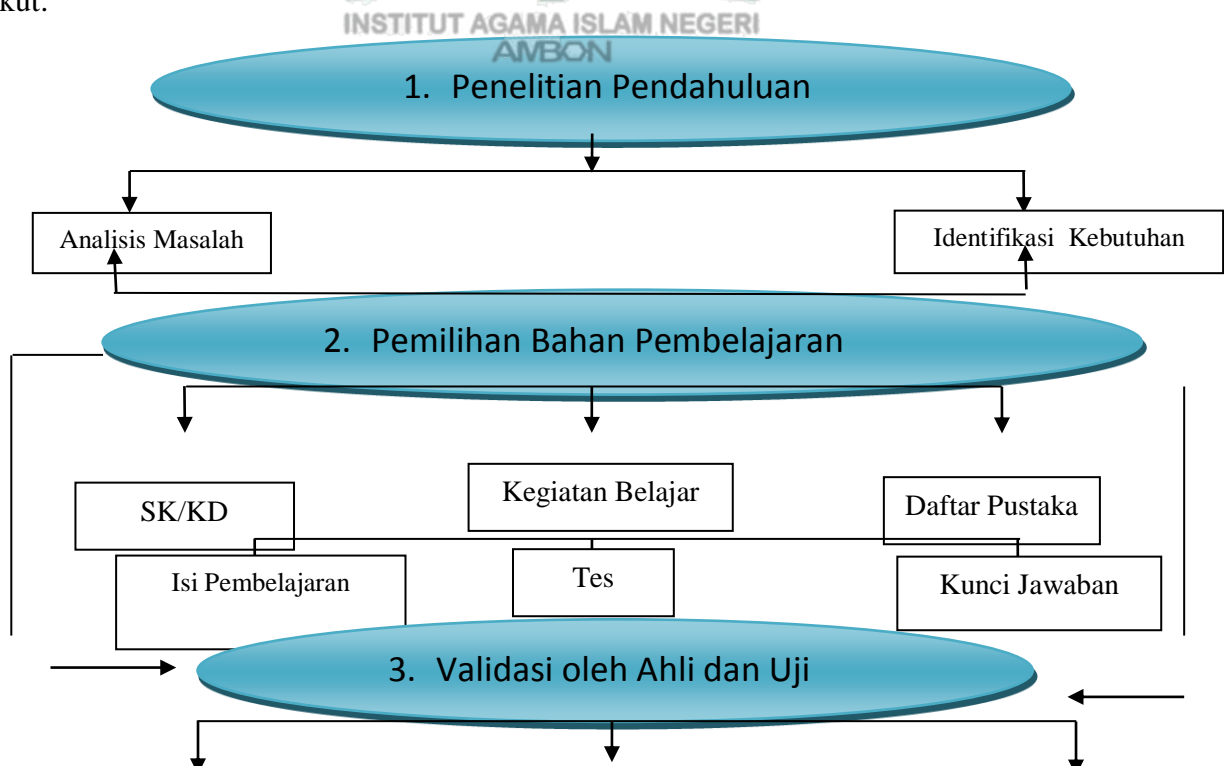 kut.
INSTITUT AGAMA ISLAM NEGERI
AMBON
1. Penelitian Pendahuluan
Analisis Masalah
Identifikasi Kebutuhan
2. Pemilihan Bahan Pembelajaran
SK/KD
Kegiatan Belajar
Daftar Pustaka
Isi Pembelajaran
Tes
Kunci Jawaban
3. Validasi oleh Ahli dan Uji